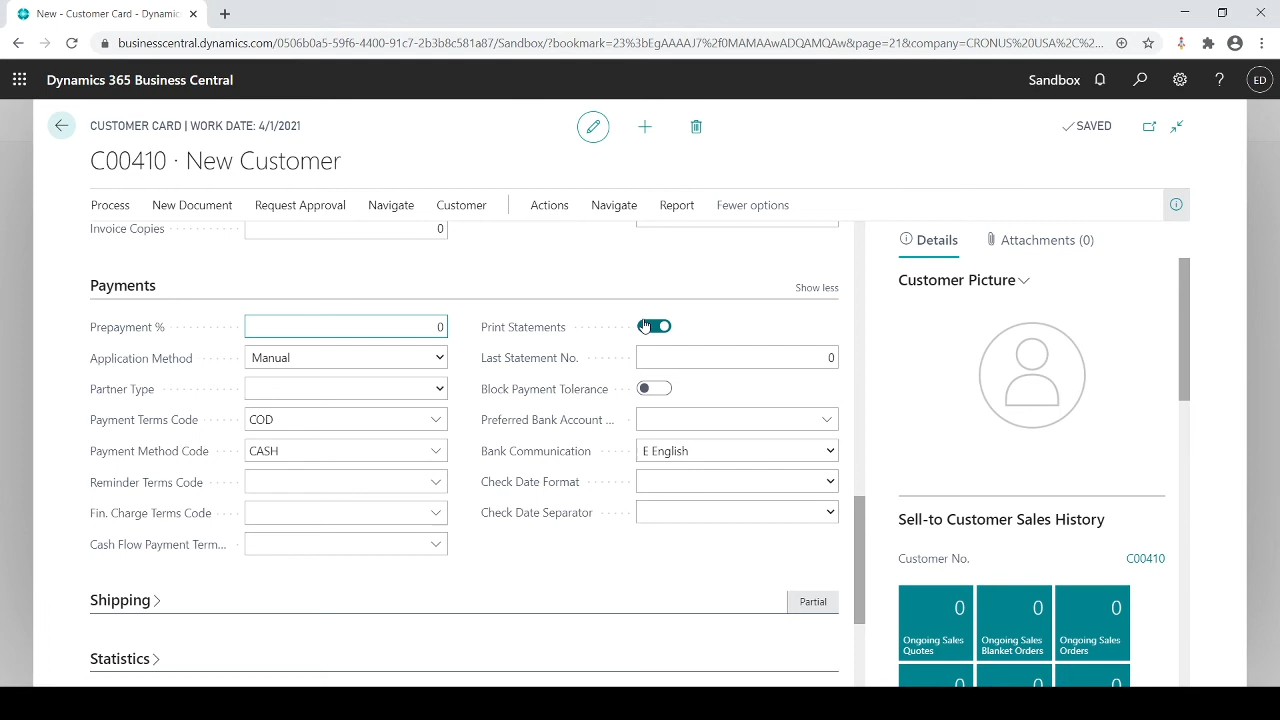 New - Customer Card - Dynamic
businesscentral.dynamics.com/0506b0a5-59f6-4400-91c7-2b3b8c581a87/Sandbox/?bookmark=23%3bEgAAAAJ7%2f0MAMAAwADQAMQAw&page=21&company=CRONUS%20USA%2C%2...
Dynamics 365 Business Central
Sandbox
ED
CUSTOMER CARD | WORK DATE: 4/1/2021
SAVED
C00410 · New Customer
Process New Document Request Approval Navigate Customer Actions Navigate Report Fewer options
Invoice Copies 0
Payments
Show less
Prepayment % 0
Application Method Manual
Partner Type
Payment Terms Code COD
Payment Method Code CASH
Reminder Terms Code
Fin. Charge Terms Code
Cash Flow Payment Term...
Print Statements
Last Statement No. 0
Block Payment Tolerance
Preferred Bank Account ...
Bank Communication E English
Check Date Format
Check Date Separator
Shipping
Partial
Statistics
Details Attachments (0)
Customer Picture
Sell-to Customer Sales History
Customer No. C00410
0
Ongoing Sales
Quotes
0
Ongoing Sales
Blanket Orders
0
Ongoing Sales
Orders
0 0 0